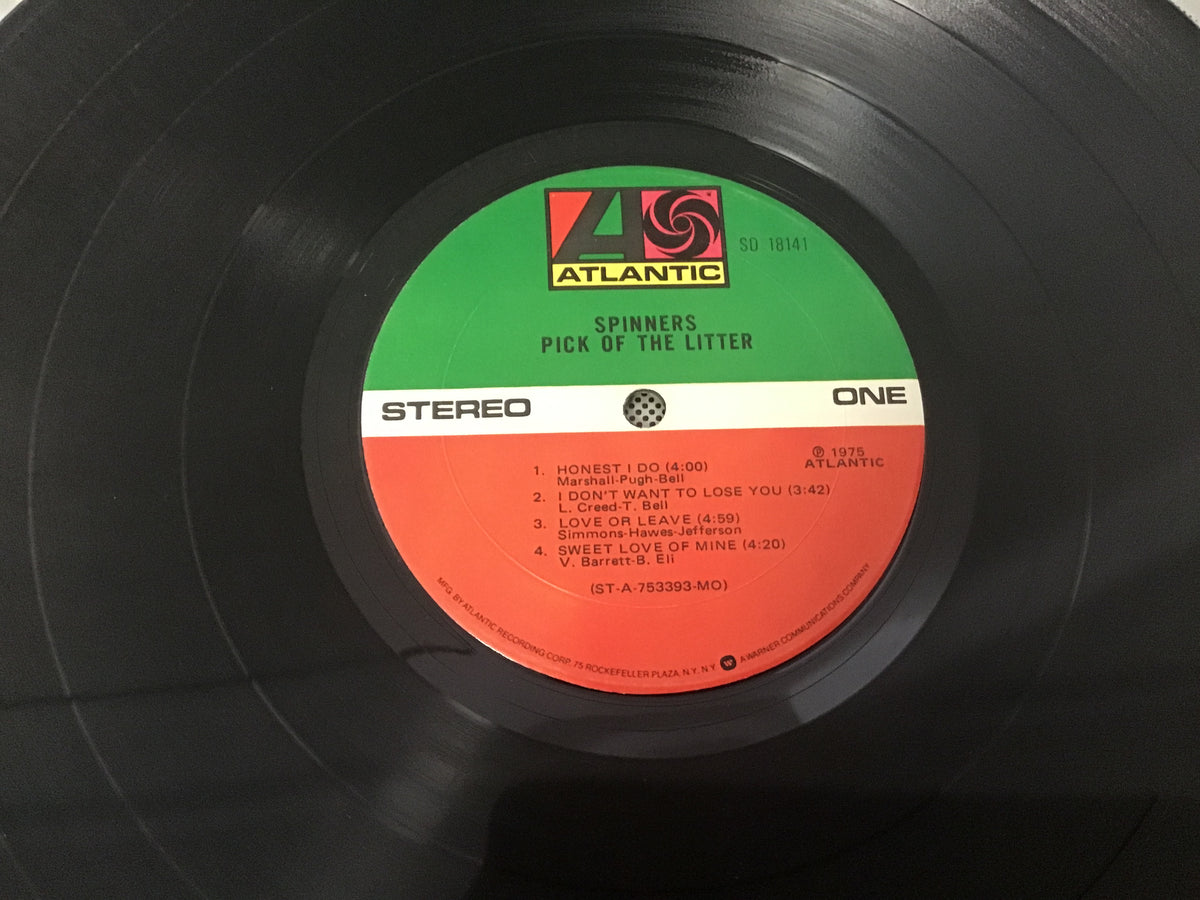 A
ATLANTIC
SD 18141
SPINNERS
PICK OF THE LITTER
STEREO
ONE
℗ 1975
ATLANTIC
1. HONEST I DO (4:00)
Marshall-Pugh-Bell
2. I DON'T WANT TO LOSE YOU (3:42)
L. Creed-T. Bell
3. LOVE OR LEAVE (4:59)
Simmons-Hawes-Jefferson
4. SWEET LOVE OF MINE (4:20)
V. Barrett-B. Eli
(ST-A-753393-MO)
MFG. BY ATLANTIC RECORDING CORP. 75 ROCKEFELLER PLAZA, N.Y. N.Y. W A WARNER COMMUNICATIONS COMPANY